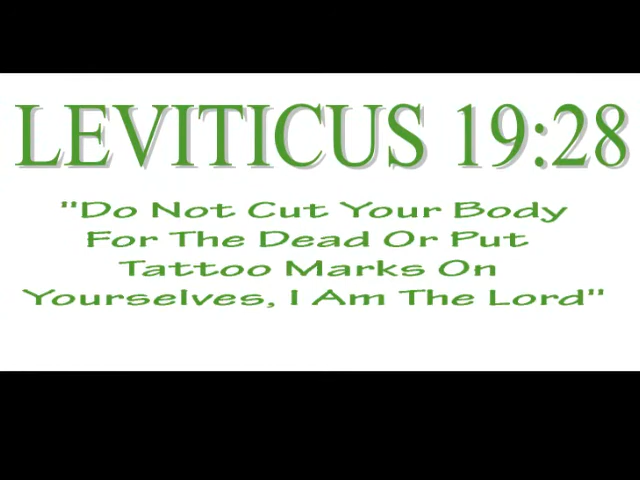 LEVITICUS 19:28
"Do Not Cut Your Body
For The Dead Or Put
Tattoo Marks On
Yourselves, I Am The Lord"